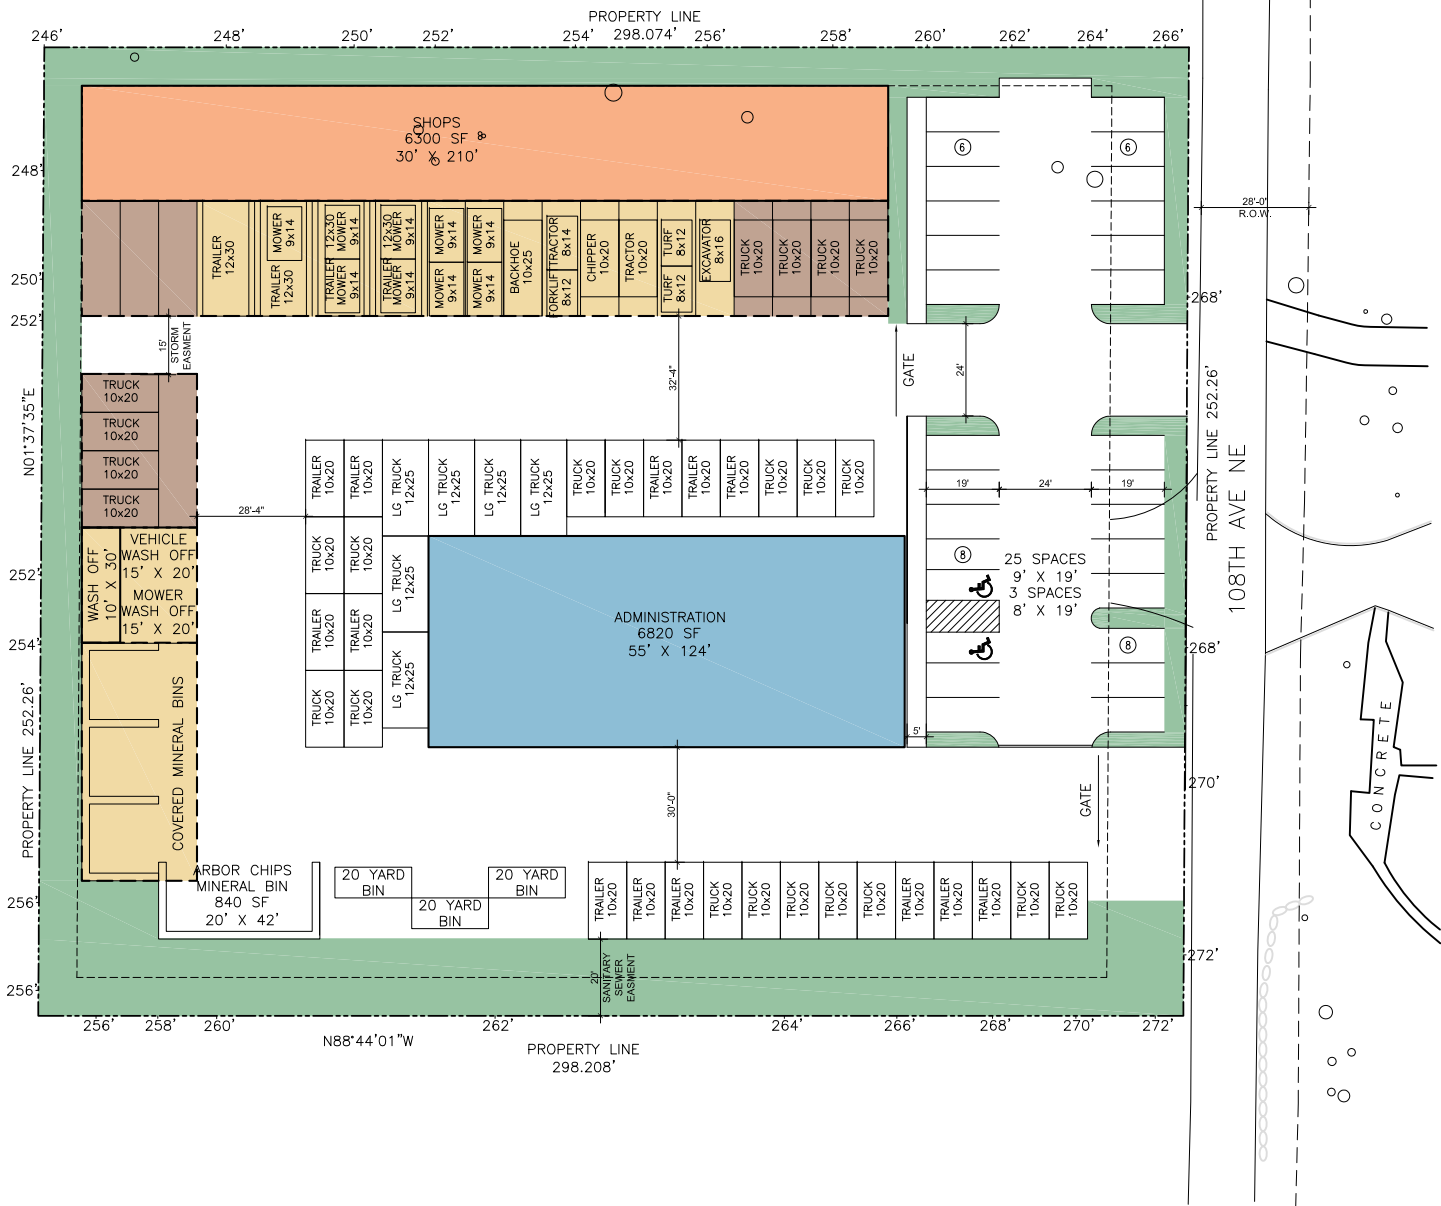 PROPERTY LINE
298.074'
246'
248'
250'
252'
254'
256'
258'
260'
262'
264'
266'
SHOPS
6300 SF
30' X 210'
6
6
248'
28'-0"
R.O.W.
TRAILER
12x30
MOWER
9x14
TRAILER
12x30
TRAILER 12x30
MOWER
9x14
MOWER
9x14
TRAILER 12x30
MOWER
9x14
MOWER
9x14
MOWER
9x14
MOWER
9x14
MOWER
9x14
MOWER
9x14
BACKHOE
10x25
TRACTOR
8x14
FORKLIFT
8x12
CHIPPER
10x20
TRACTOR
10x20
TURF
8x12
TURF
8x12
EXCAVATOR
8x16
TRUCK
10x20
TRUCK
10x20
TRUCK
10x20
TRUCK
10x20
250'
252'
268'
15'
STORM
EASMENT
32'-4"
GATE
24'
N01°37'35"E
PROPERTY LINE 252.26'
108TH AVE NE
TRUCK
10x20
TRUCK
10x20
TRUCK
10x20
TRUCK
10x20
28'-4"
TRAILER
10x20
TRAILER
10x20
LG TRUCK
12x25
LG TRUCK
12x25
LG TRUCK
12x25
LG TRUCK
12x25
TRUCK
10x20
TRUCK
10x20
TRAILER
10x20
TRUCK
10x20
TRAILER
10x20
TRUCK
10x20
TRUCK
10x20
TRUCK
10x20
19'
24'
19'
WASH OFF
10' X 30'
VEHICLE
WASH OFF
15' X 20'
MOWER
WASH OFF
15' X 20'
TRUCK
10x20
TRUCK
10x20
LG TRUCK
12x25
8
25 SPACES
9' X 19'
3 SPACES
8' X 19'
252'
254'
TRAILER
10x20
TRUCK
10x20
LG TRUCK
12x25
ADMINISTRATION
6820 SF
55' X 124'
8
268'
TRUCK
10x20
TRUCK
10x20
COVERED MINERAL BINS
PROPERTY LINE 252.26'
5'
CONCRETE
30'-0"
GATE
270'
ARBOR CHIPS
MINERAL BIN
840 SF
20' X 42'
20 YARD
BIN
20 YARD
BIN
20 YARD
BIN
TRAILER
10x20
TRAILER
10x20
TRAILER
10x20
TRUCK
10x20
TRUCK
10x20
TRUCK
10x20
TRUCK
10x20
TRUCK
10x20
TRAILER
10x20
TRAILER
10x20
TRAILER
10x20
TRUCK
10x20
TRUCK
10x20
256'
272'
20'
SANITARY
SEWER
EASMENT
256'
256'
258'
260'
262'
264'
266'
268'
270'
272'
N88°44'01"W
PROPERTY LINE
298.208'